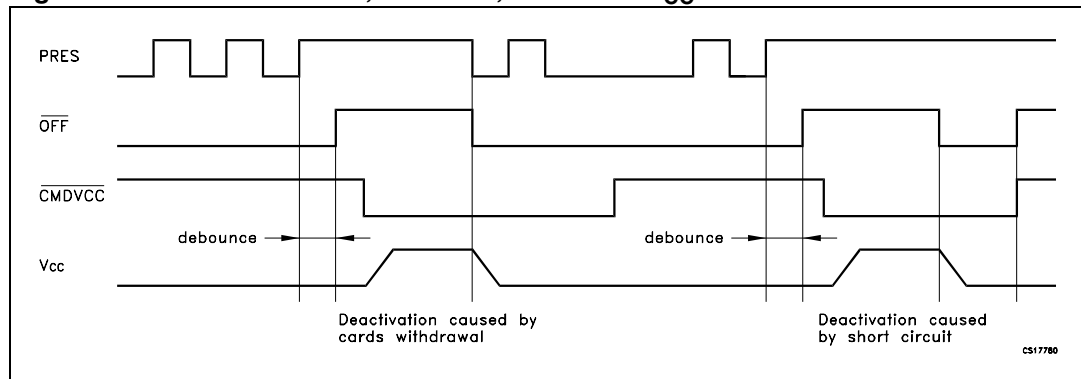 PRES
OFF
CMDVCC
debounce
debounce
Vcc
Deactivation caused by
cards withdrawal
Deactivation caused
by short circuit
CS17780